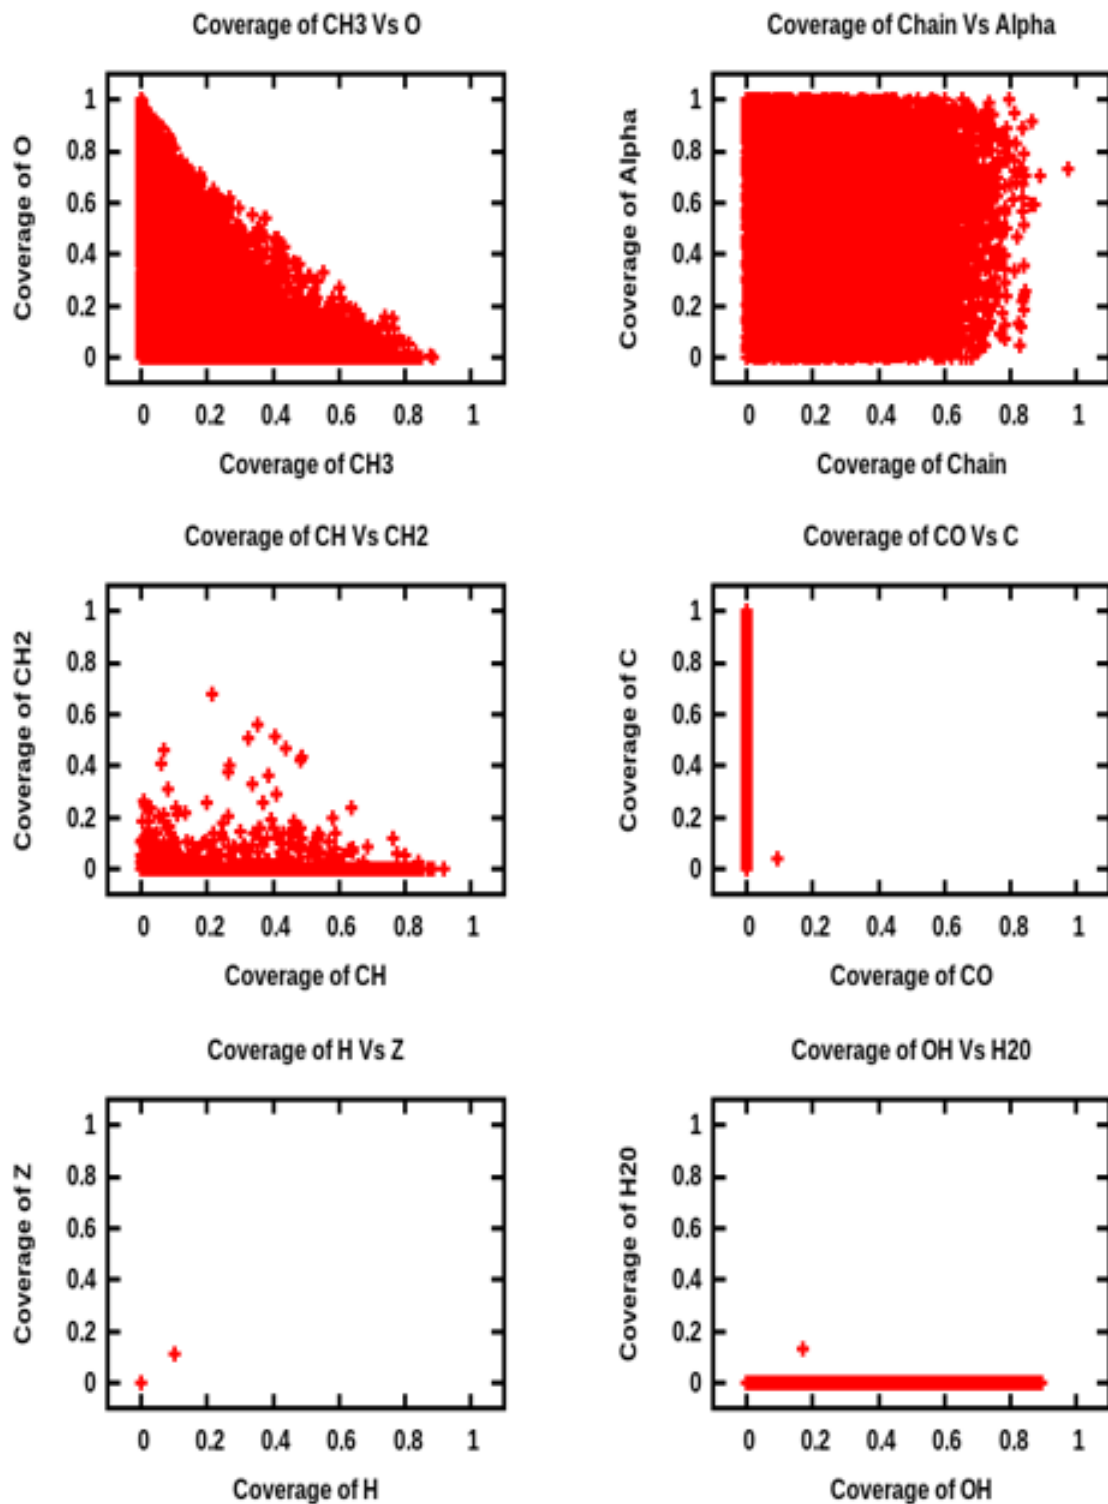 Coverage of CH3 Vs O
Coverage of O
1
0.8
0.6
0.4
0.2
0
0 0.2 0.4 0.6 0.8 1
Coverage of CH3
Coverage of Chain Vs Alpha
Coverage of Alpha
1
0.8
0.6
0.4
0.2
0
0 0.2 0.4 0.6 0.8 1
Coverage of Chain
Coverage of CH Vs CH2
Coverage of CH2
1
0.8
0.6
0.4
0.2
0
0 0.2 0.4 0.6 0.8 1
Coverage of CH
Coverage of CO Vs C
Coverage of C
1
0.8
0.6
0.4
0.2
0
0 0.2 0.4 0.6 0.8 1
Coverage of CO
Coverage of H Vs Z
Coverage of Z
1
0.8
0.6
0.4
0.2
0
0 0.2 0.4 0.6 0.8 1
Coverage of H
Coverage of OH Vs H20
Coverage of H20
1
0.8
0.6
0.4
0.2
0
0 0.2 0.4 0.6 0.8 1
Coverage of OH